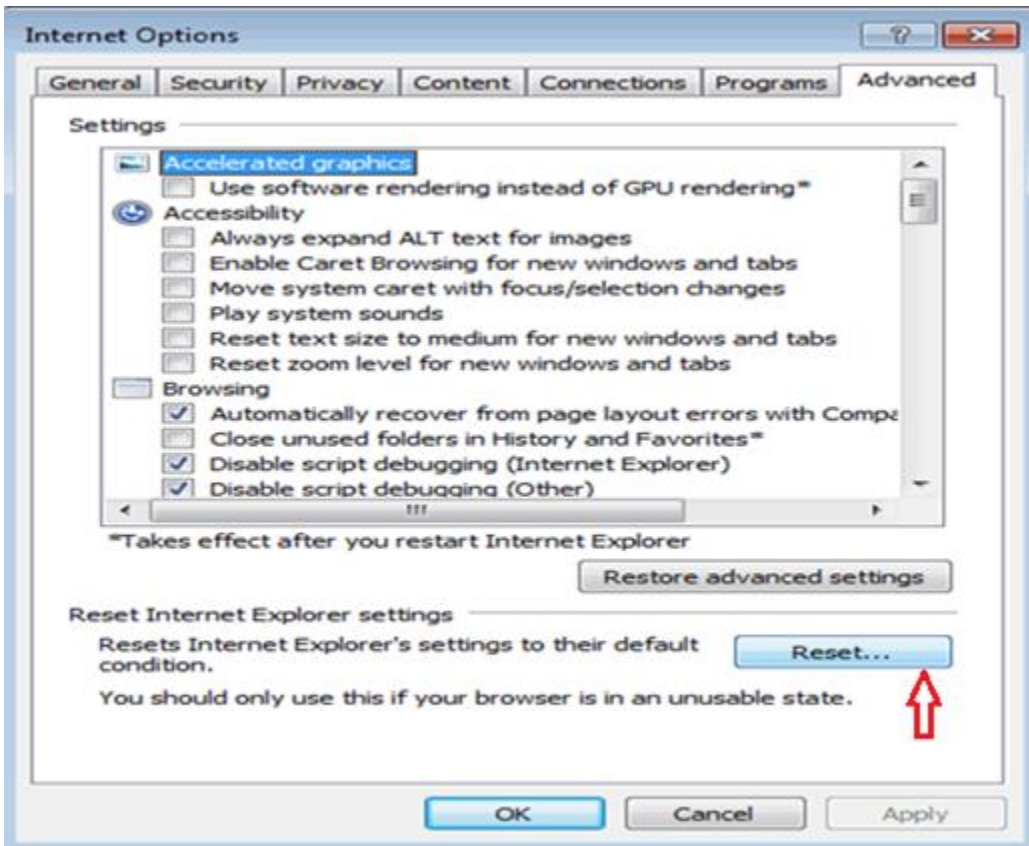 Internet Options
General Security Privacy Content Connections Programs Advanced
Settings
Accelerated graphics
Use software rendering instead of GPU rendering*
Accessibility
Always expand ALT text for images
Enable Caret Browsing for new windows and tabs
Move system caret with focus/selection changes
Play system sounds
Reset text size to medium for new windows and tabs
Reset zoom level for new windows and tabs
Browsing
Automatically recover from page layout errors with Compa
Close unused folders in History and Favorites*
Disable script debugging (Internet Explorer)
Disable script debugging (Other)
*Takes effect after you restart Internet Explorer
Restore advanced settings
Reset Internet Explorer settings
Resets Internet Explorer's settings to their default
condition.
Reset...
You should only use this if your browser is in an unusable state.
OK Cancel Apply